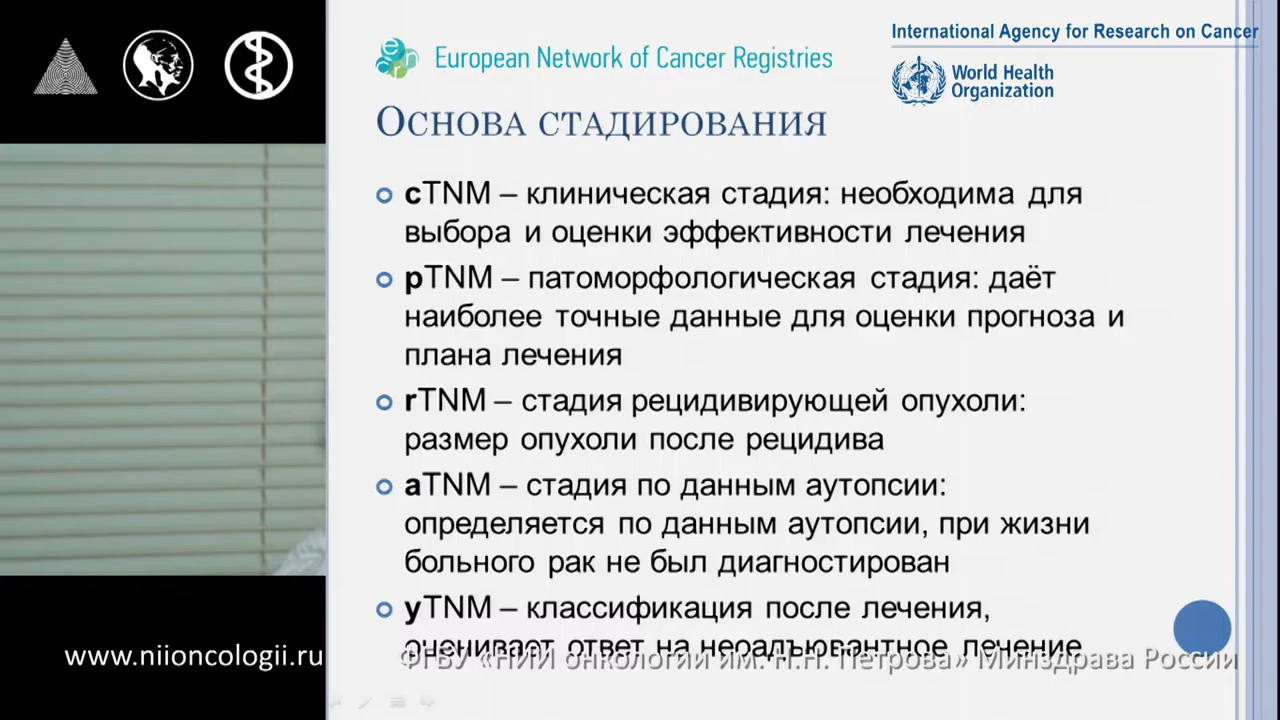 European Network of Cancer Registries
International Agency for Research on Cancer
World Health
Organization
ОСНОВА СТАДИРОВАНИЯ
cTNM – клиническая стадия: необходима для
выбора и оценки эффективности лечения
pTNM – патоморфологическая стадия: даёт
наиболее точные данные для оценки прогноза и
плана лечения
rTNM – стадия рецидивирующей опухоли:
размер опухоли после рецидива
aTNM – стадия по данным аутопсии:
определяется по данным аутопсии, при жизни
больного рак не был диагностирован
yTNM – классификация после лечения,
оценивает ответ на неоадъювантное лечение
www.niioncologii.ru
ФГБУ «НИИ онкологии им. Н.Н. Петрова» Минздрава России